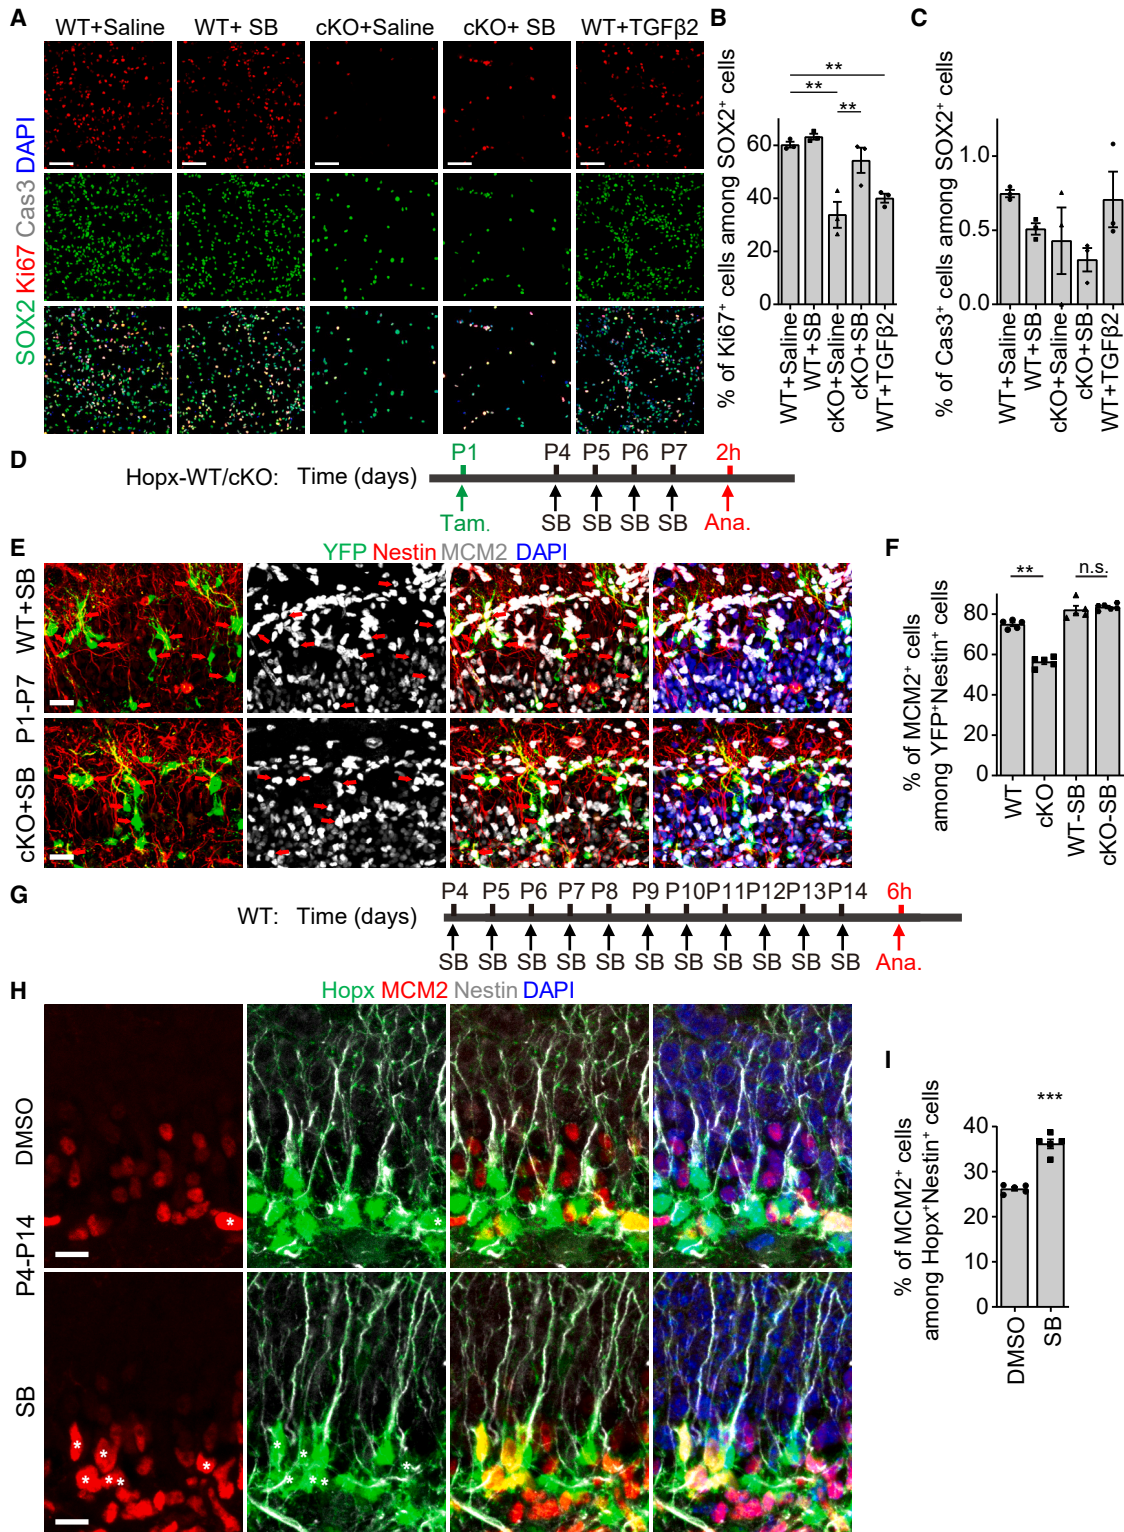 A
WT+Saline
WT+ SB
cKO+Saline
cKO+ SB
WT+TGFβ2
SOX2 Ki67 Cas3 DAPI
B
% of Ki67⁺ cells among SOX2⁺ cells
**
**
**
60
40
20
0
WT+Saline
WT+SB
cKO+Saline
cKO+SB
WT+TGFβ2
C
% of Cas3⁺ cells among SOX2⁺ cells
1.0
0.5
0.0
WT+Saline
WT+SB
cKO+Saline
cKO+SB
WT+TGFβ2
D
Hopx-WT/cKO: Time (days)
P1 P4 P5 P6 P7 2h
Tam. SB SB SB SB Ana.
E
YFP Nestin MCM2 DAPI
P1-P7
WT+SB
cKO+SB
F
% of MCM2⁺ cells
among YFP⁺Nestin⁺ cells
** n.s.
80
60
40
20
0
WT
cKO
WT-SB
cKO-SB
G
WT: Time (days)
P4 P5 P6 P7 P8 P9 P10 P11 P12 P13 P14 6h
SB SB SB SB SB SB SB SB SB SB SB Ana.
H
Hopx MCM2 Nestin DAPI
P4-P14
DMSO
*
*
SB
* * * * * *
* * * * * *
I
% of MCM2⁺ cells
among Hopx⁺Nestin⁺ cells
***
40
30
20
10
0
DMSO
SB